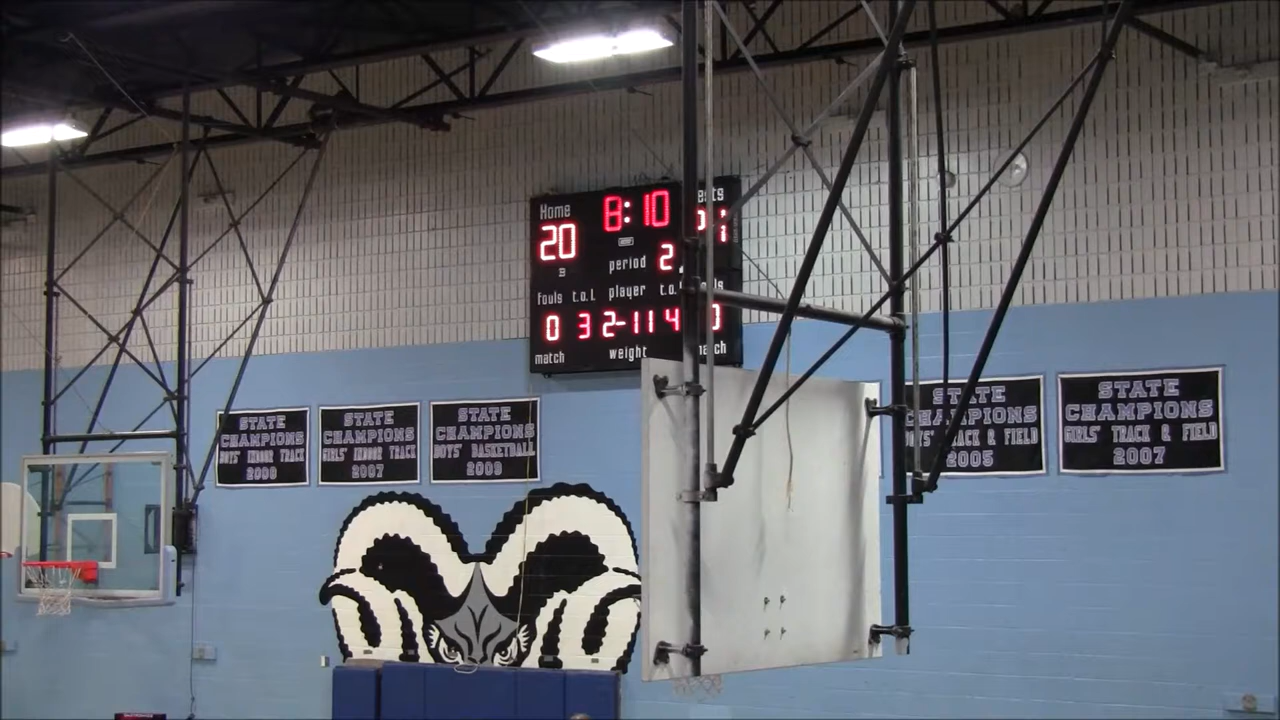 Home
8:10
20
period 2
fouls t.o.l player t.o.
0 3 2-11 4 0
match weight
STATE
CHAMPIONS
BOYS' INDOOR TRACK
2008
STATE
CHAMPIONS
GIRLS' INDOOR TRACK
2007
STATE
CHAMPIONS
BOYS' BASKETBALL
2009
STATE
CHAMPIONS
BOYS' TRACK & FIELD
2005
STATE
CHAMPIONS
GIRLS' TRACK & FIELD
2007